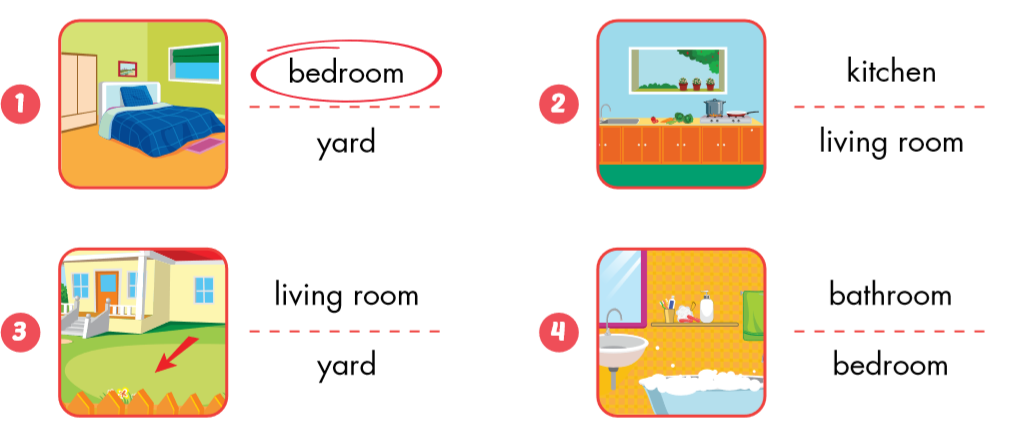 1
bedroom
yard
2
kitchen
living room
3
living room
yard
4
bathroom
bedroom